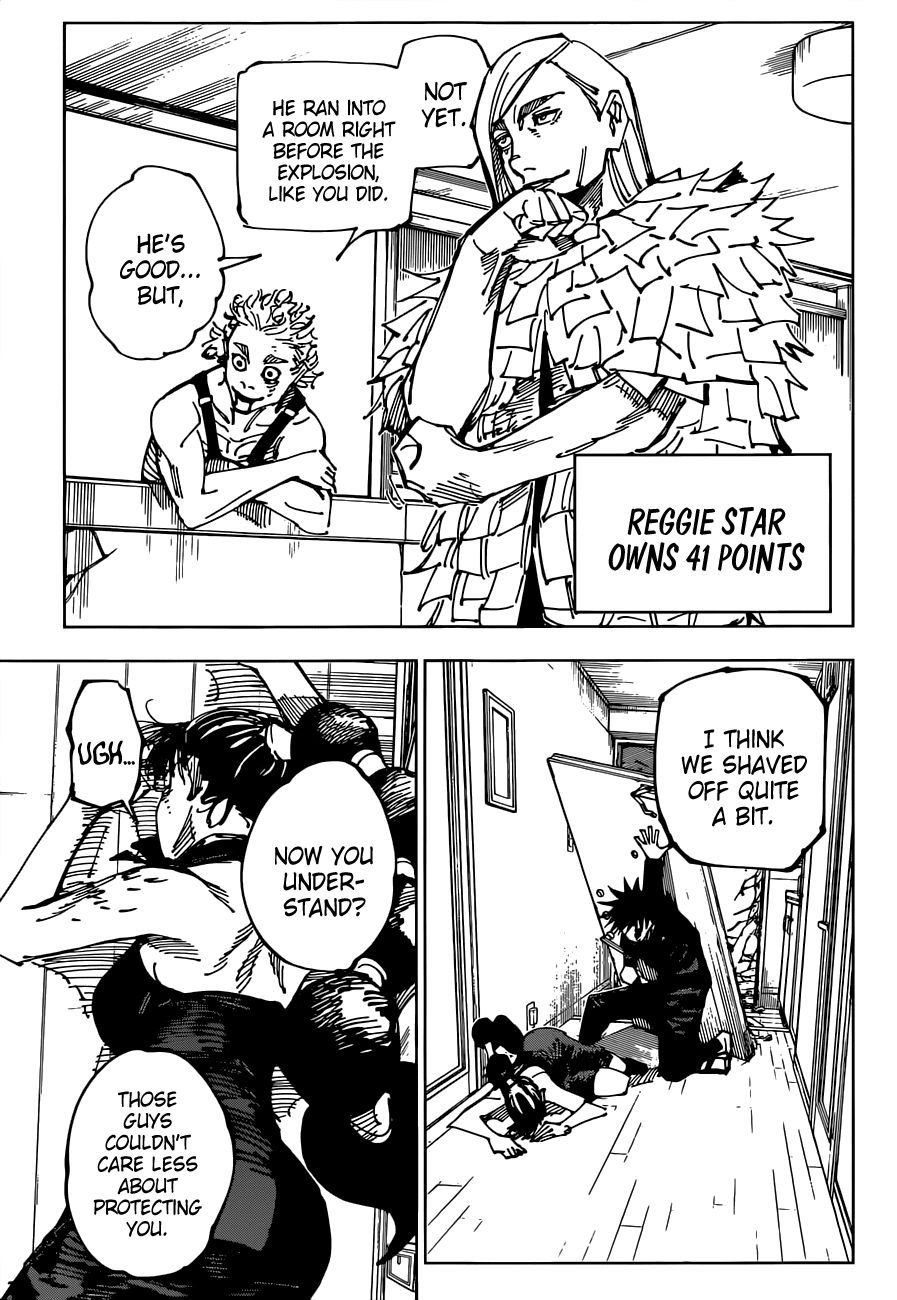 NOT
YET.
HE RAN INTO
A ROOM RIGHT
BEFORE THE
EXPLOSION,
LIKE YOU DID.
HE'S
GOOD...
BUT,
REGGIE STAR
OWNS 41 POINTS
I THINK
WE SHAVED
OFF QUITE
A BIT.
UGH...
NOW YOU
UNDER-
STAND?
THOSE
GUYS
COULDN'T
CARE LESS
ABOUT
PROTECTING
YOU.